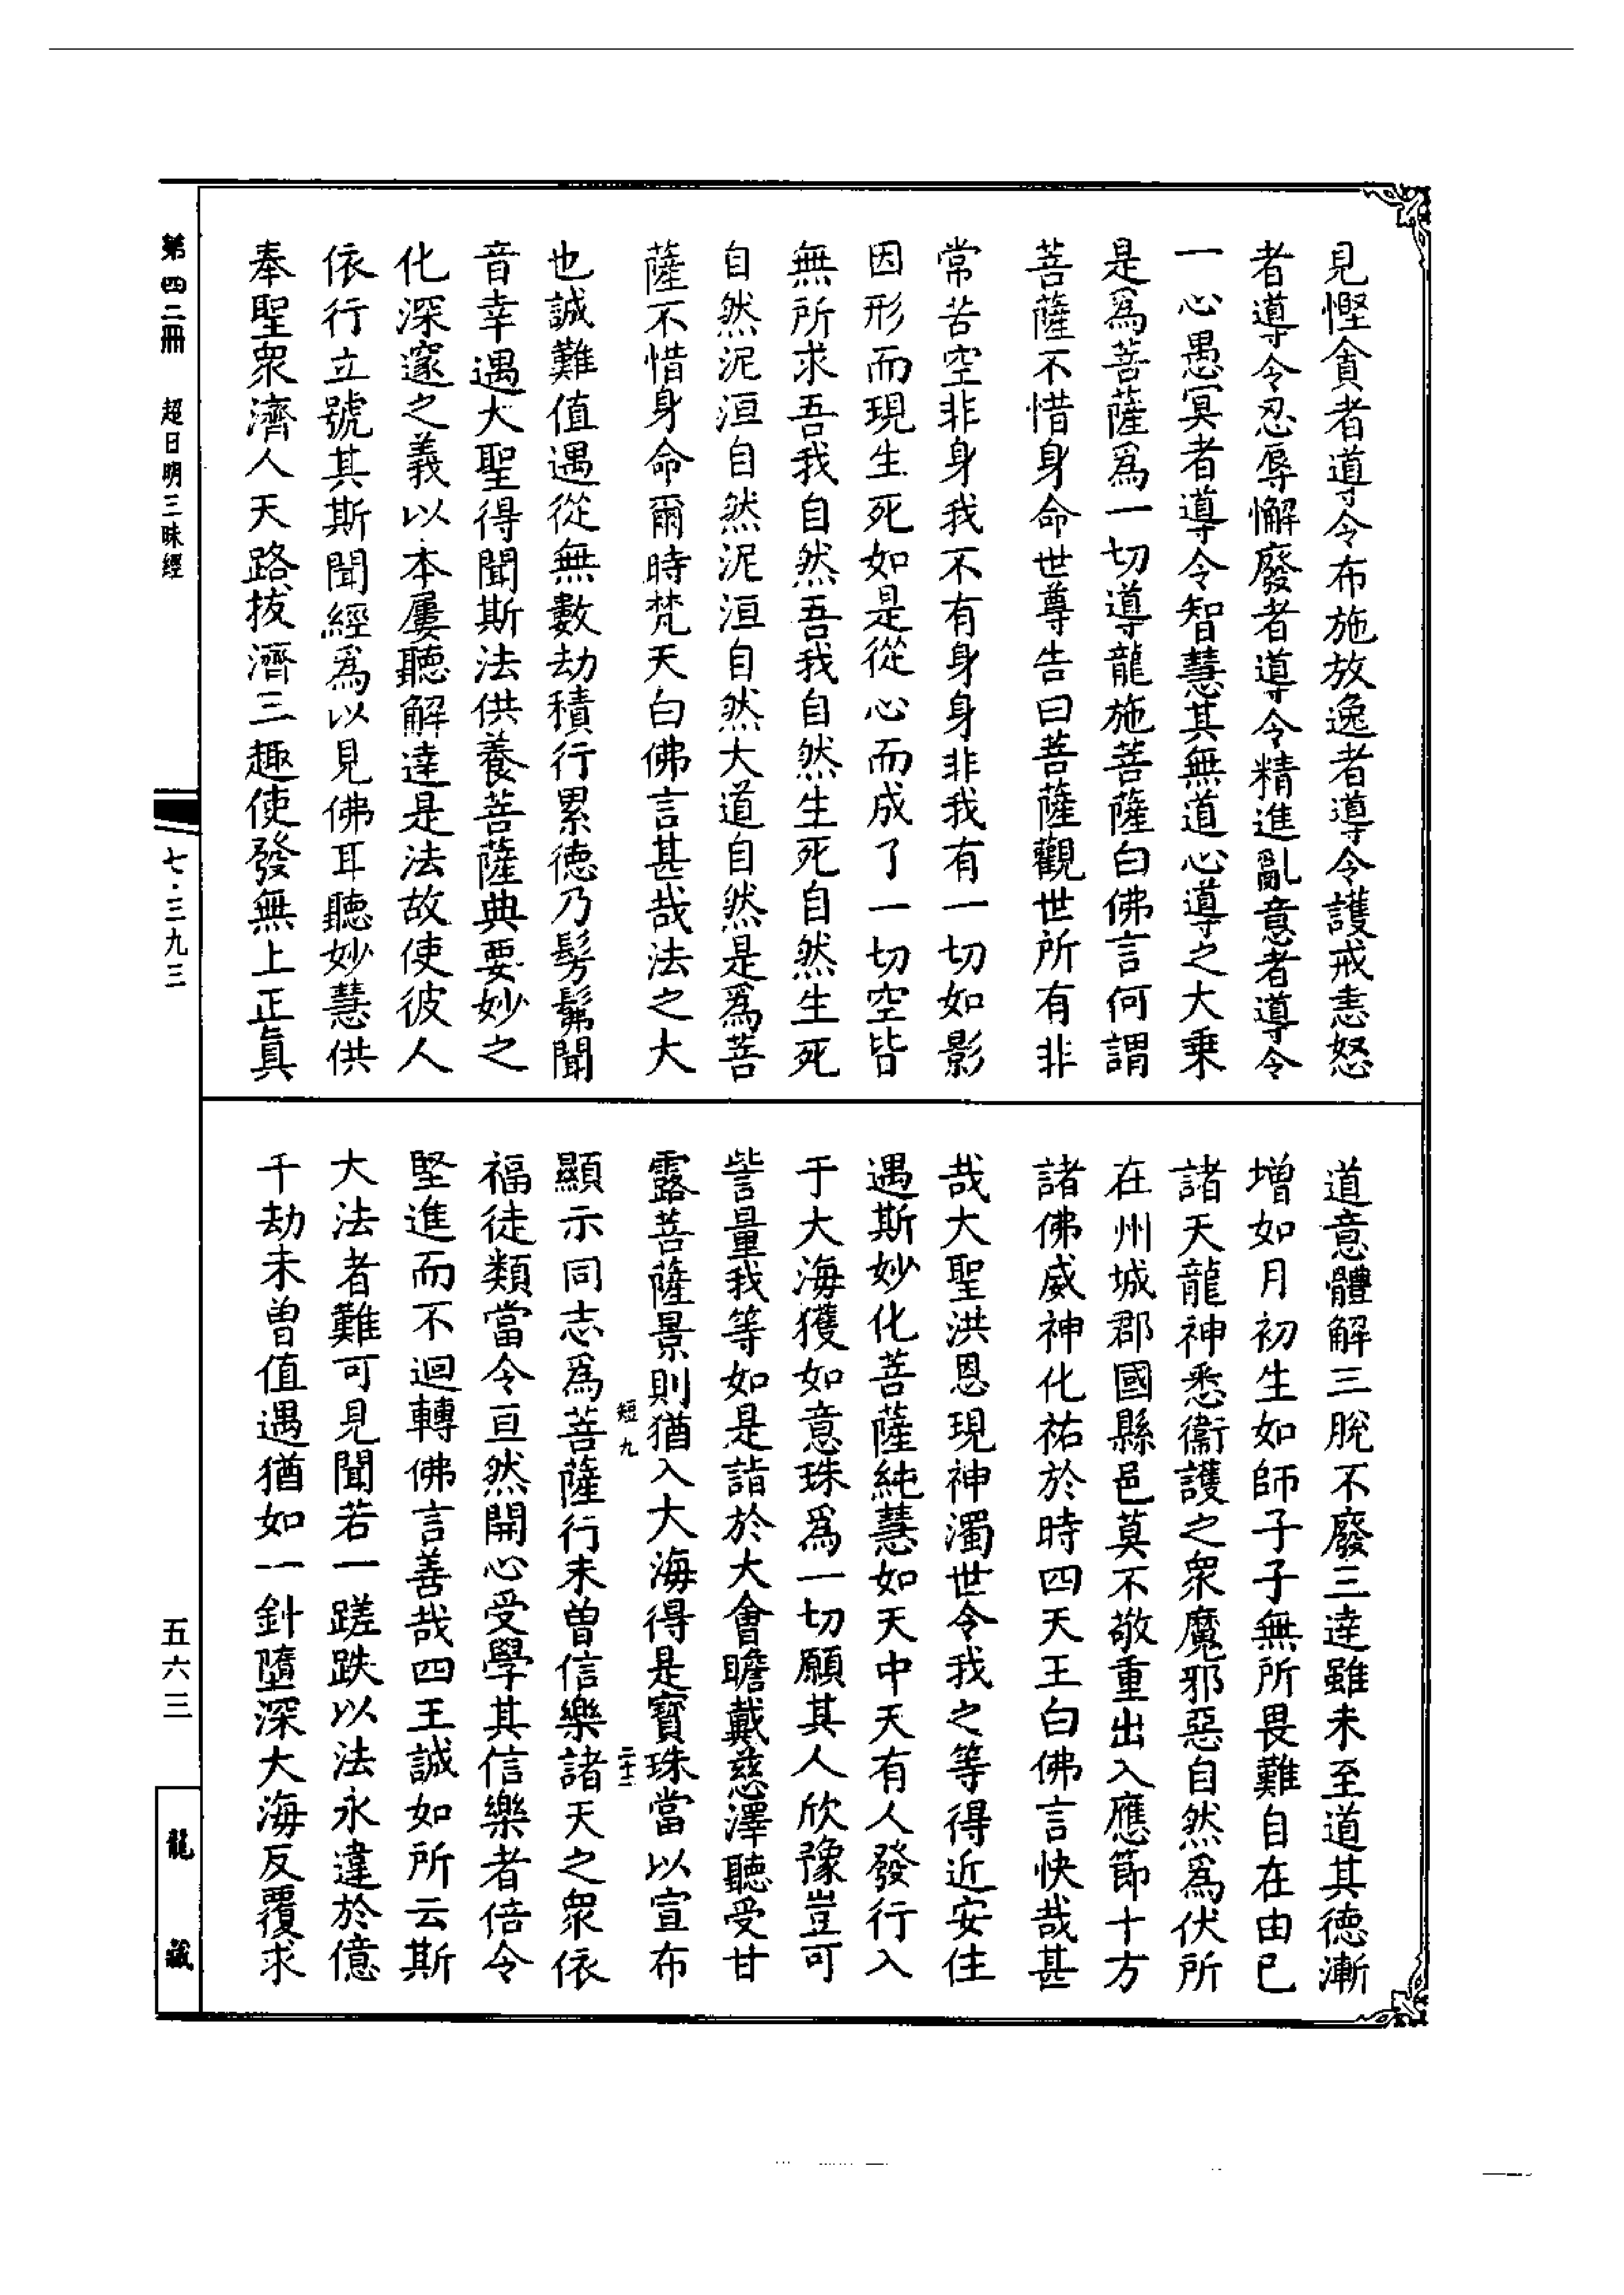 見慳貪者導令布施放逸者導令護戒恚怒
者導令忍辱懈廢者導令精進亂意者導令
一心愚冥者導令智慧其無道心導之大乗
是爲菩薩爲一切導龍施菩薩白佛言何謂
菩薩不惜身命世尊告曰菩薩觀世所有非
常苦空非身我不有身身非我有一切如影
因形而現生死如是從心而成了一切空皆
無所求吾我自然吾我自然生死自然生死
自然泥洹自然泥洹自然大道自然是爲菩
薩不惜身命爾時梵天白佛言甚哉法之大
也誠難值遇從無數劫積行累德乃髣髴聞
音幸遇大聖得聞斯法供養菩薩典要妙之
化深邃之義以本屢聽解達是法故使彼人
依行立號其斯聞經爲以見佛耳聽妙慧供
奉聖衆濟人天路拔濟三趣使發無上正眞
道意體解三脫不廢三達雖未至道其德漸
增如月初生如師子子無所畏難自在由已
諸天龍神悉衞護之衆魔邪惡自然爲伏所
在州城郡國縣邑莫不敬重出入應節十方
諸佛威神化祐於時四天王白佛言快哉甚
哉大聖洪恩現神濁世令我之等得近安住
遇斯妙化菩薩純慧如天中天有人發行入
于大海獲如意珠爲一切願其人欣豫豈可
訾量我等如是詣於大會瞻戴慈澤聽受甘
露菩薩景則猶入大海得是寳珠當以宣布
短九
二十二
顯示同志爲菩薩行未曽信樂諸天之衆依
福徒類當令亘然開心受學其信樂者倍令
堅進而不迴轉佛言善哉四王誠如所云斯
大法者難可見聞若一蹉跌以法永違於億
千劫未曽值遇猶如一針墮深大海反覆求
第四二冊　超日明三昧經
七·三九三
五六三
龍藏